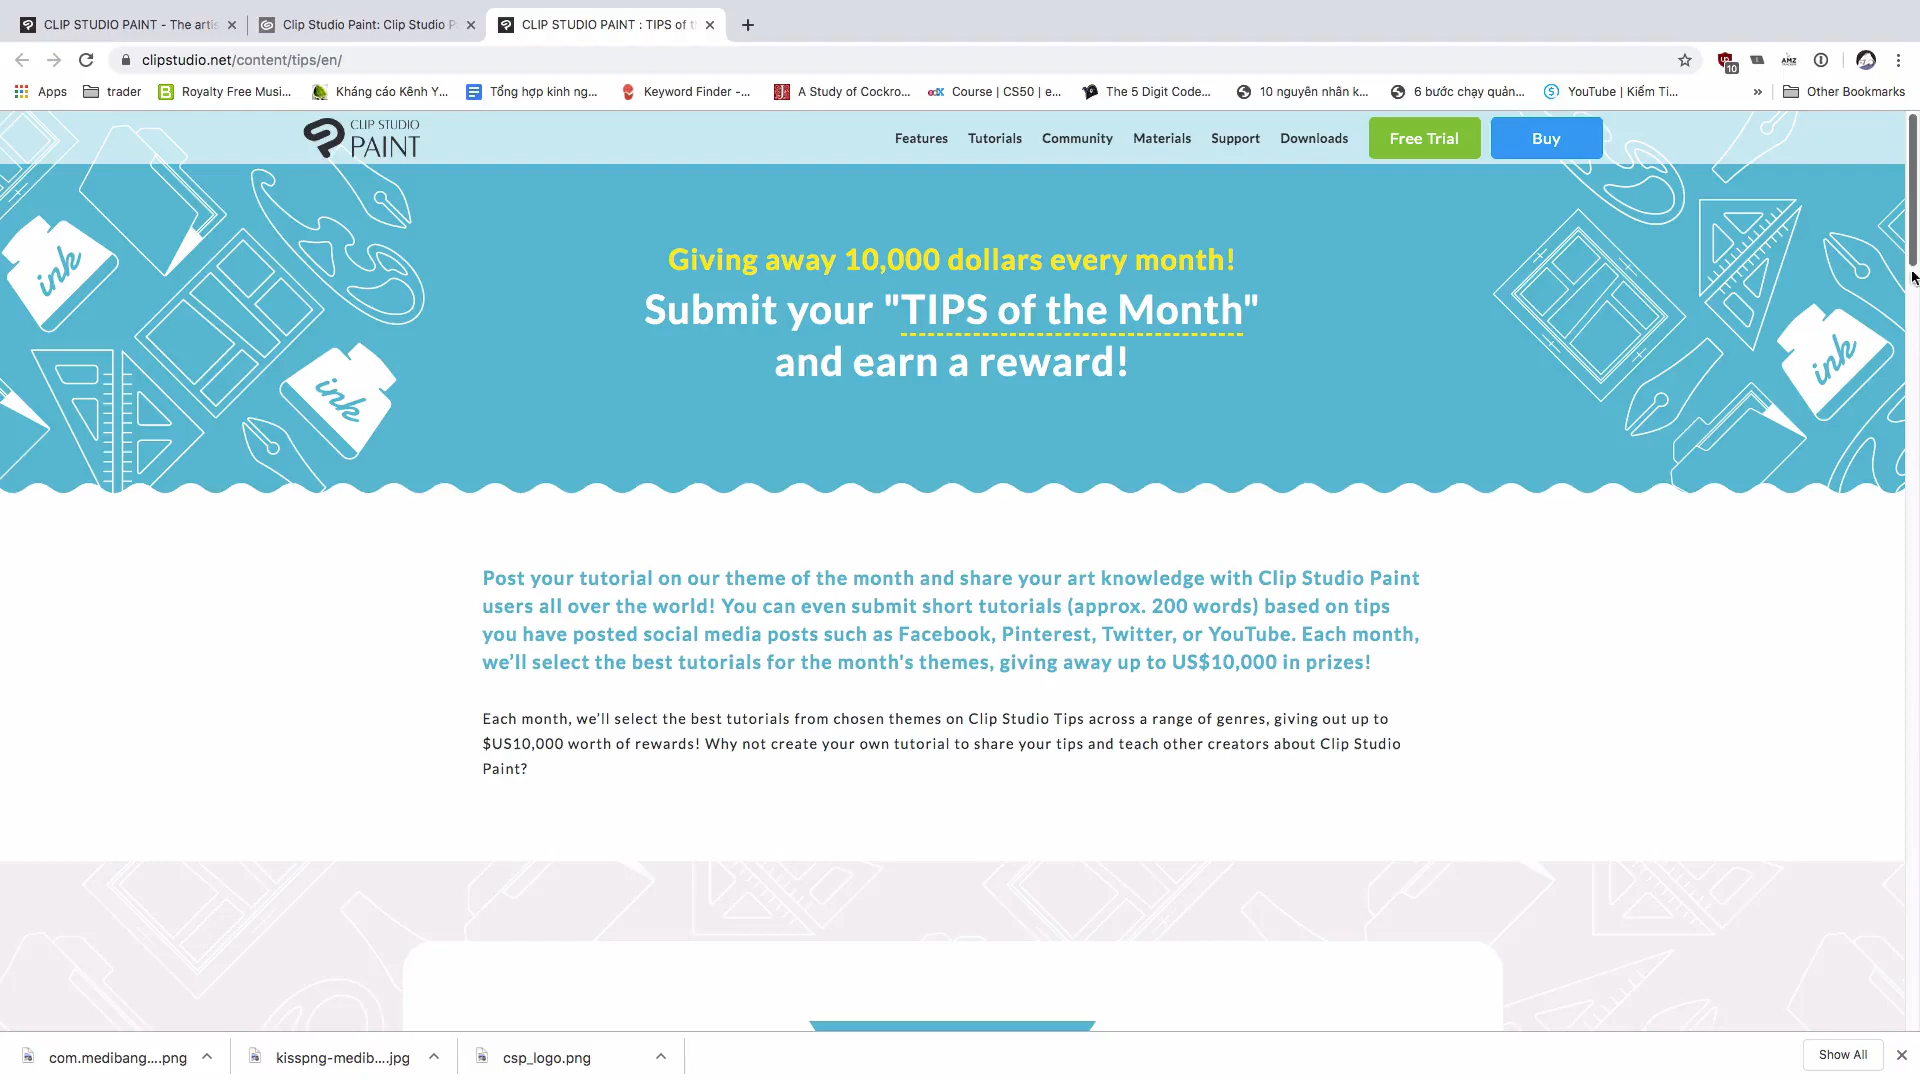 CLIP STUDIO PAINT - The artis
Clip Studio Paint: Clip Studio P
CLIP STUDIO PAINT : TIPS of t
clipstudio.net/content/tips/en/
10
AMZ
Apps
trader
Royalty Free Musi...
Kháng cáo Kênh Y...
Tổng hợp kinh ng...
Keyword Finder -...
A Study of Cockro...
edX
Course | CS50 | e...
The 5 Digit Code...
10 nguyên nhân k...
6 bước chạy quản...
YouTube | Kiếm Ti...
»
Other Bookmarks
CLIP STUDIO
PAINT
Features
Tutorials
Community
Materials
Support
Downloads
Free Trial
Buy
ink
ink
ink
Giving away 10,000 dollars every month!
Submit your "TIPS of the Month"
and earn a reward!
Post your tutorial on our theme of the month and share your art knowledge with Clip Studio Paint
users all over the world! You can even submit short tutorials (approx. 200 words) based on tips
you have posted social media posts such as Facebook, Pinterest, Twitter, or YouTube. Each month,
we’ll select the best tutorials for the month's themes, giving away up to US$10,000 in prizes!
Each month, we’ll select the best tutorials from chosen themes on Clip Studio Tips across a range of genres, giving out up to
$US10,000 worth of rewards! Why not create your own tutorial to share your tips and teach other creators about Clip Studio
Paint?
com.medibang....png
kisspng-medib....jpg
csp_logo.png
Show All